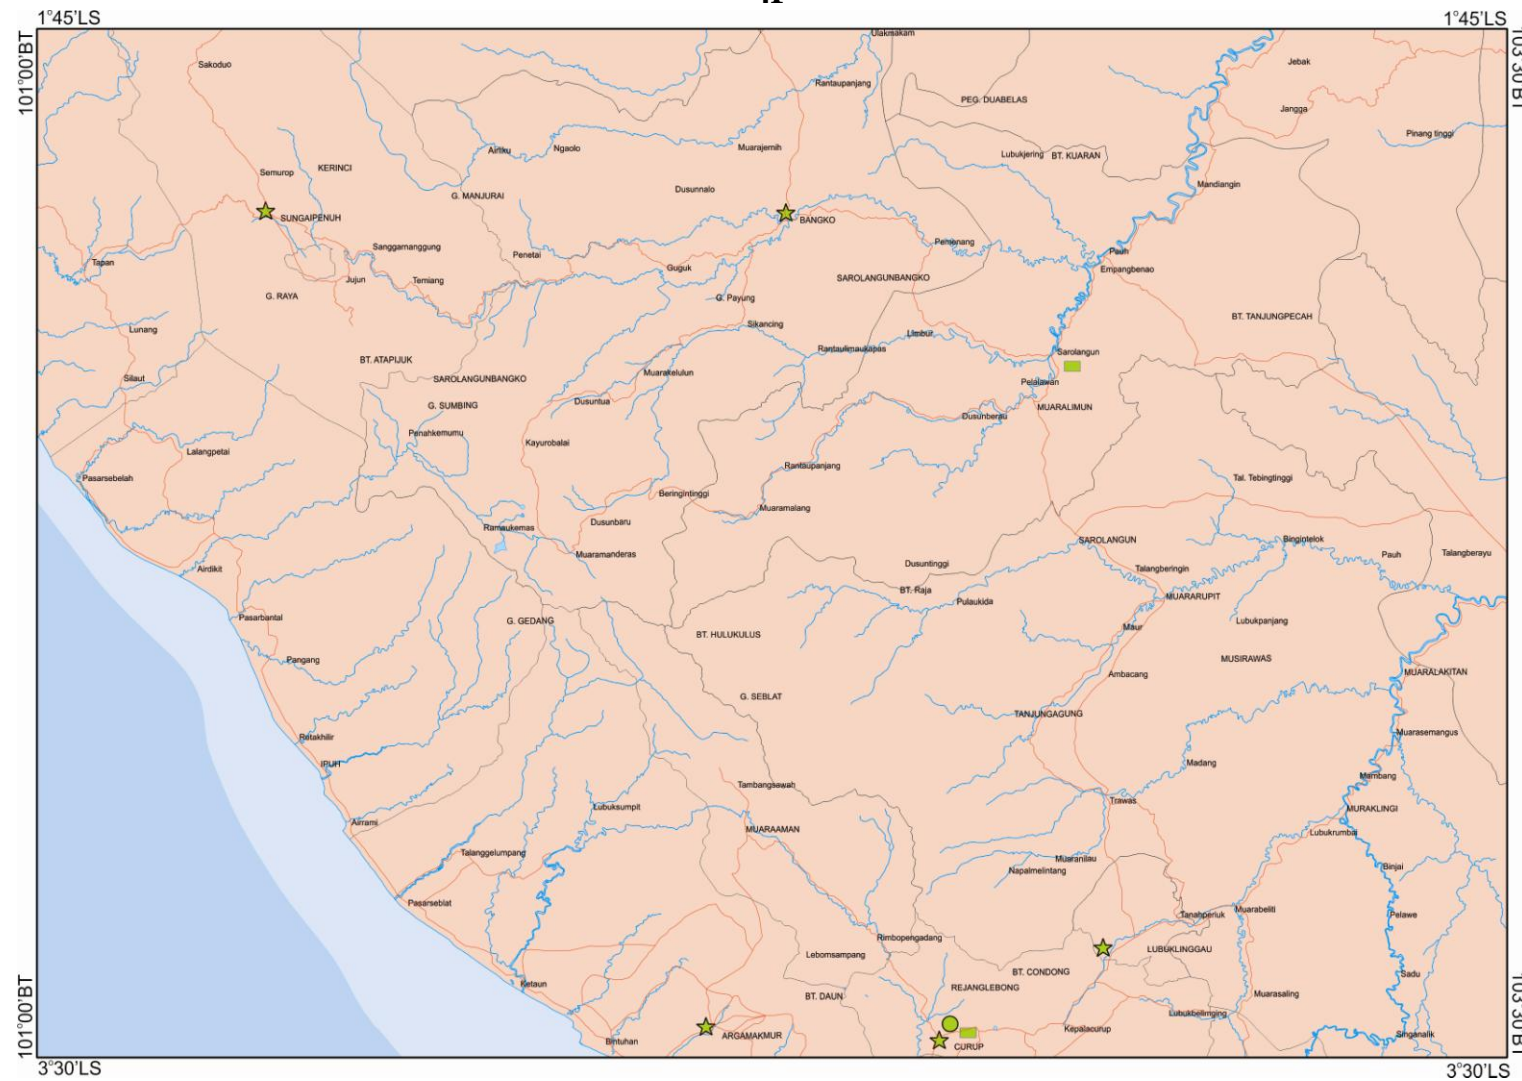 1°45'LS
1°45'LS
101°00'BT
103°30'BT
Ulakmakam
Sakoduo
Jebak
Rantaupanjang
PEG. DUABELAS
Jangga
Pinang tinggi
Airliku
Ngaolo
Muarajernih
Lubukjering
BT. KUARAN
Semurop
KERINCI
Mandiangin
G. MANJURAI
Dusunnalo
SUNGAIPENUH
BANGKO
Sanggamanggung
Penetai
Pemenang
Pauh
Tapan
Guguk
Empangbenao
Jujun
Temiang
SAROLANGUNBANGKO
G. RAYA
G. Payung
BT. TANJUNGPECAH
Lunang
Sikancing
Limbur
Rantaulimaukapas
Sarolangun
BT. ATAPIJUK
Silaut
SAROLANGUNBANGKO
Muarakelulun
Pelalawan
G. SUMBING
Dusuntua
MUARALIMUN
Dusunberau
Penahkemumu
Kayurobalai
Lalangpetai
Rantaupanjang
Pasarsebelah
Tal. Tebingtinggi
Beringintinggi
Muaramalang
Ramaukemas
Dusunbaru
SAROLANGUN
Bingintelok
Muaramanderas
Pauh
Talangberayu
Airdikit
Dusuntinggi
Talangberingin
BT. Raja
Pulaukida
MUARARUPIT
Pasarbantal
G. GEDANG
BT. HULUKULUS
Maur
Lubukpanjang
Pangang
MUSIRAWAS
Ambacang
MUARALAKITAN
G. SEBLAT
TANJUNGAGUNG
Retakhilir
Muarasemangus
IPUH
Madang
Mambang
Tambangsawah
Lubuksumpit
Trawas
MURAKLINGI
Airrami
MUARAAMAN
Lubukrumbai
Talanggelumpang
Muaranilau
Napalmelintang
Binjai
Pasarseblat
Muarabeliti
Tanahperiuk
Pelawe
Rimbopengadang
LUBUKLINGGAU
Lebomsampang
BT. CONDONG
Sadu
Ketaun
REJANGLEBONG
BT. DAUN
Muarasaling
Lubukbelimging
Kepalacurup
Bintuhan
ARGAMAKMUR
CURUP
Singanalik
101°00'BT
103°30'BT
3°30'LS
3°30'LS